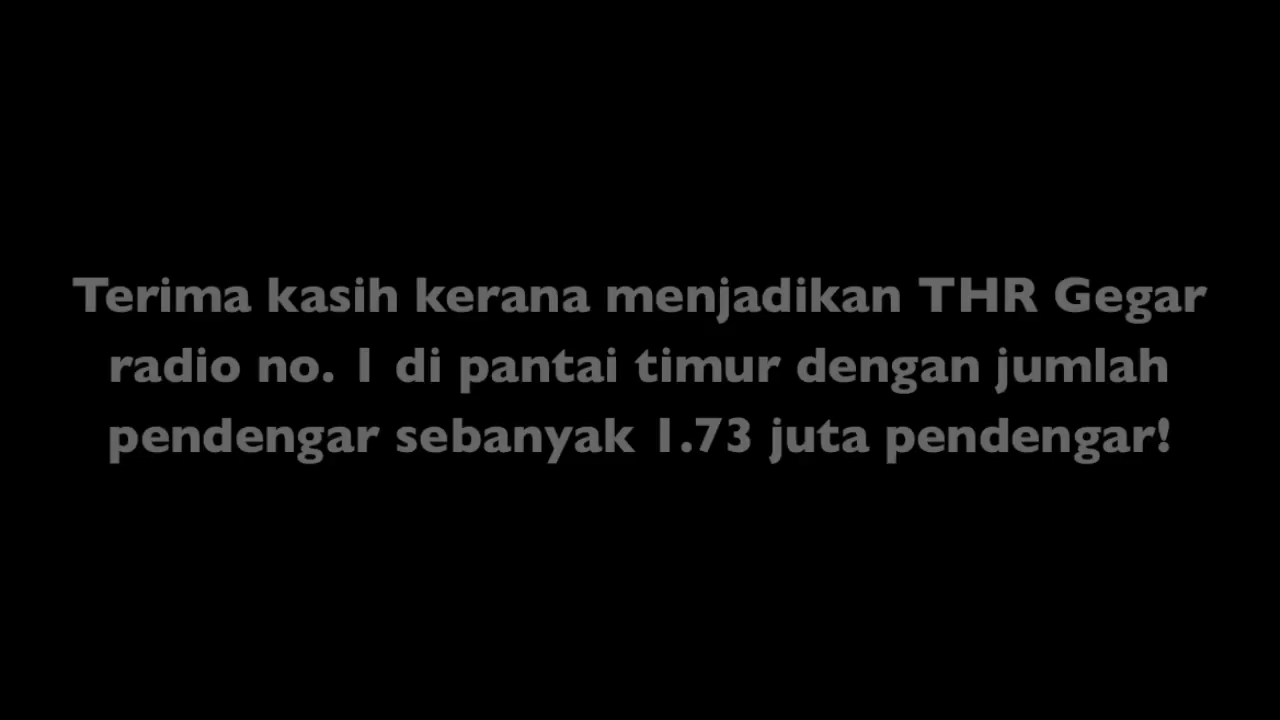 Terima kasih kerana menjadikan THR Gegar
radio no. 1 di pantai timur dengan jumlah
pendengar sebanyak 1.73 juta pendengar!